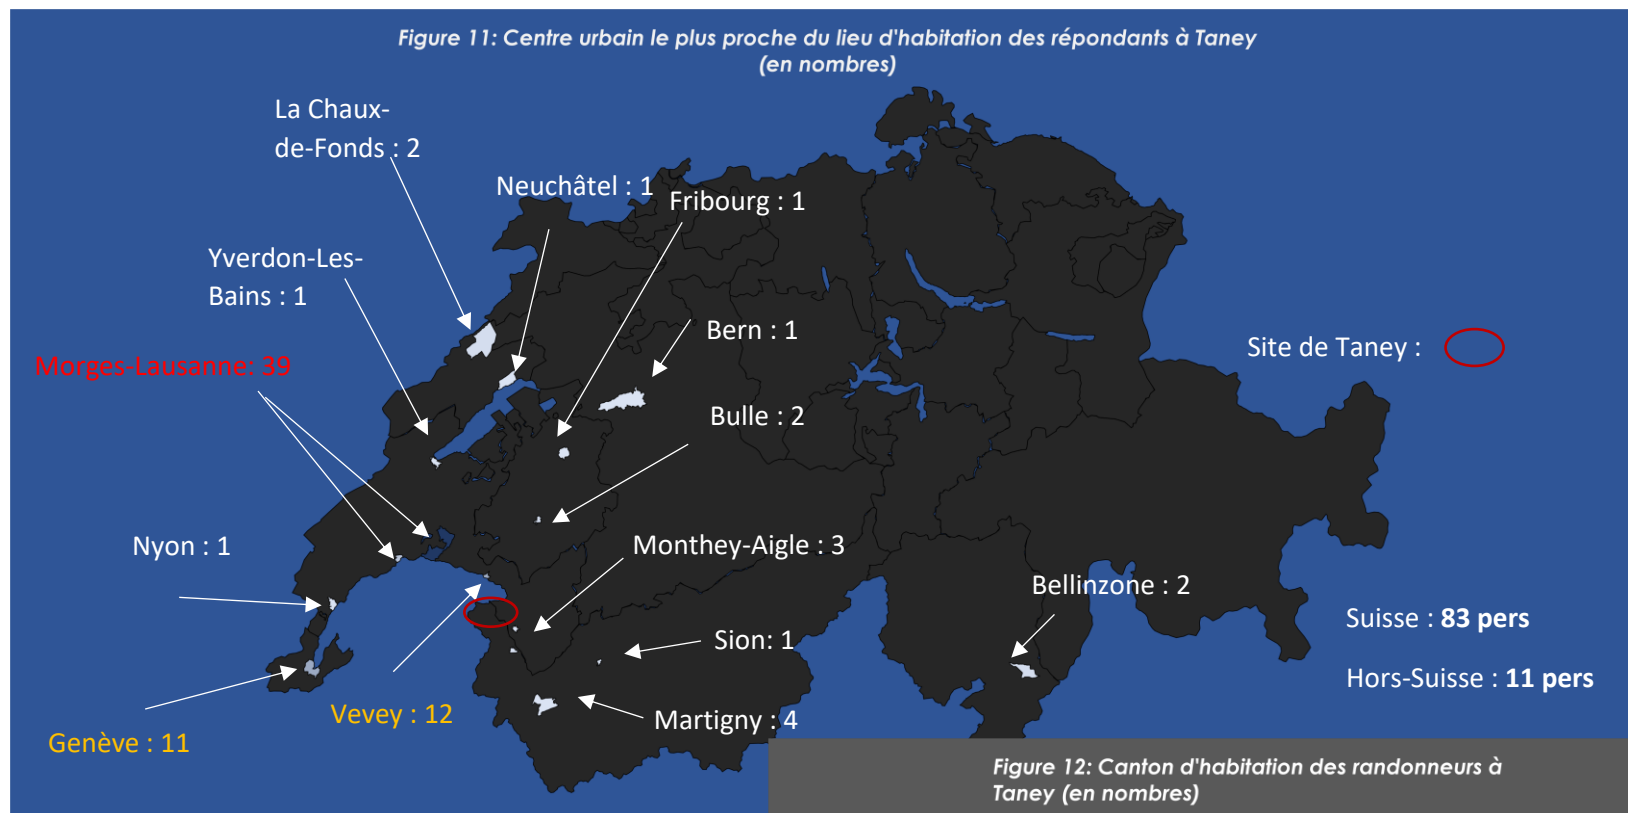 Figure 11: Centre urbain le plus proche du lieu d'habitation des répondants à Taney
(en nombres)
La Chaux-
de-Fonds : 2
Neuchâtel : 1
Fribourg : 1
Yverdon-Les-
Bains : 1
Bern : 1
Site de Taney :
Morges-Lausanne: 39
Bulle : 2
Nyon : 1
Monthey-Aigle : 3
Bellinzone : 2
Suisse : 83 pers
Sion: 1
Hors-Suisse : 11 pers
Vevey : 12
Martigny : 4
Genève : 11
Figure 12: Canton d'habitation des randonneurs à
Taney (en nombres)